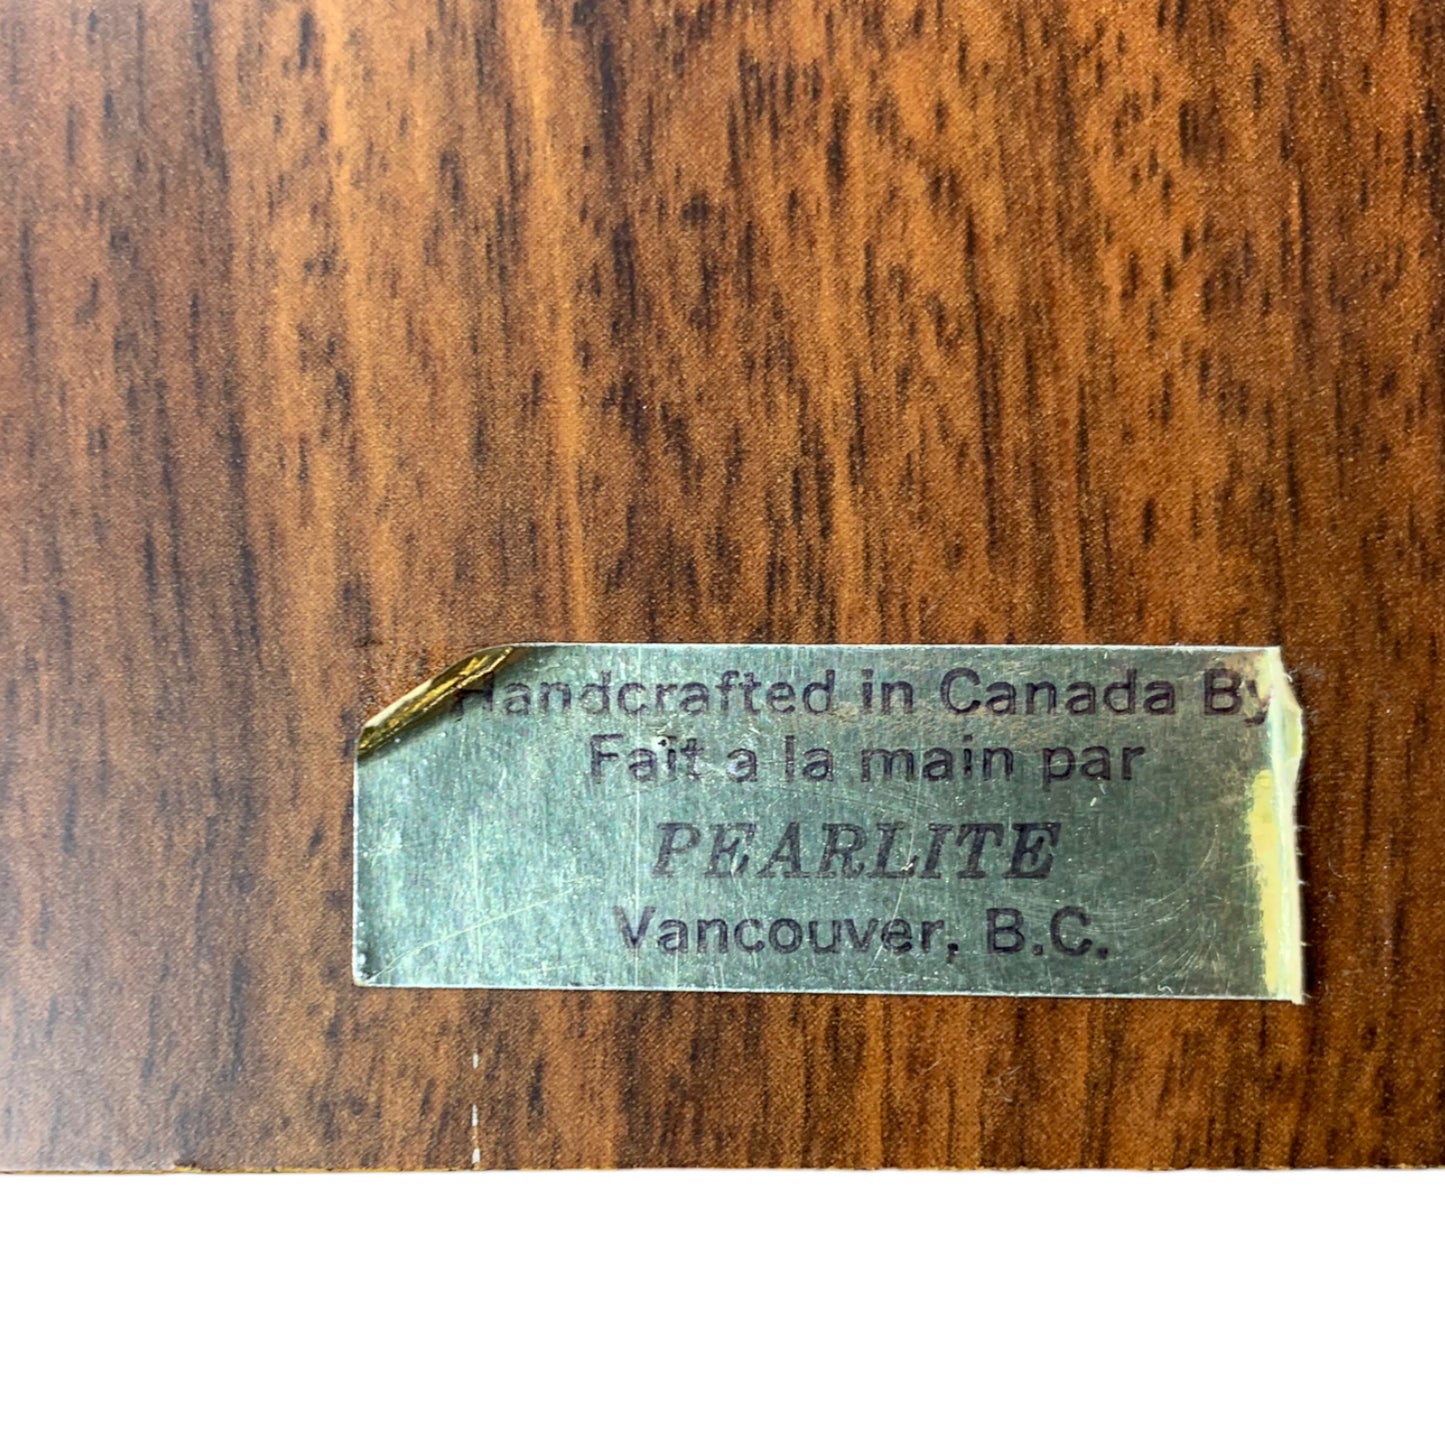 Handcrafted in Canada By
Fait a la main par
PEARLITE
Vancouver, B.C.